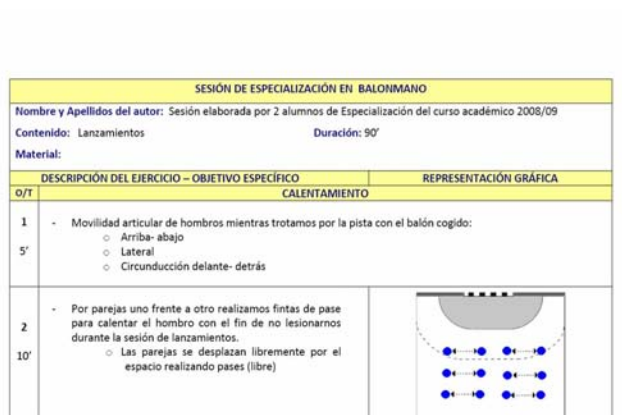 SESIÓN DE ESPECIALIZACIÓN EN BALONMANO
Nombre y Apellidos del autor: Sesión elaborada por 2 alumnos de Especialización del curso académico 2008/09
Contenido: Lanzamientos Duración: 90'
Material:
DESCRIPCIÓN DEL EJERCICIO – OBJETIVO ESPECÍFICO REPRESENTACIÓN GRÁFICA
O/T CALENTAMIENTO
1
5'
- Movilidad articular de hombros mientras trotamos por la pista con el balón cogido:
○ Arriba- abajo
○ Lateral
○ Circunducción delante- detrás
2
10'
- Por parejas uno frente a otro realizamos fintas de pase
para calentar el hombro con el fin de no lesionarnos
durante la sesión de lanzamientos.
○ Las parejas se desplazan libremente por el
espacio realizando pases (libre)